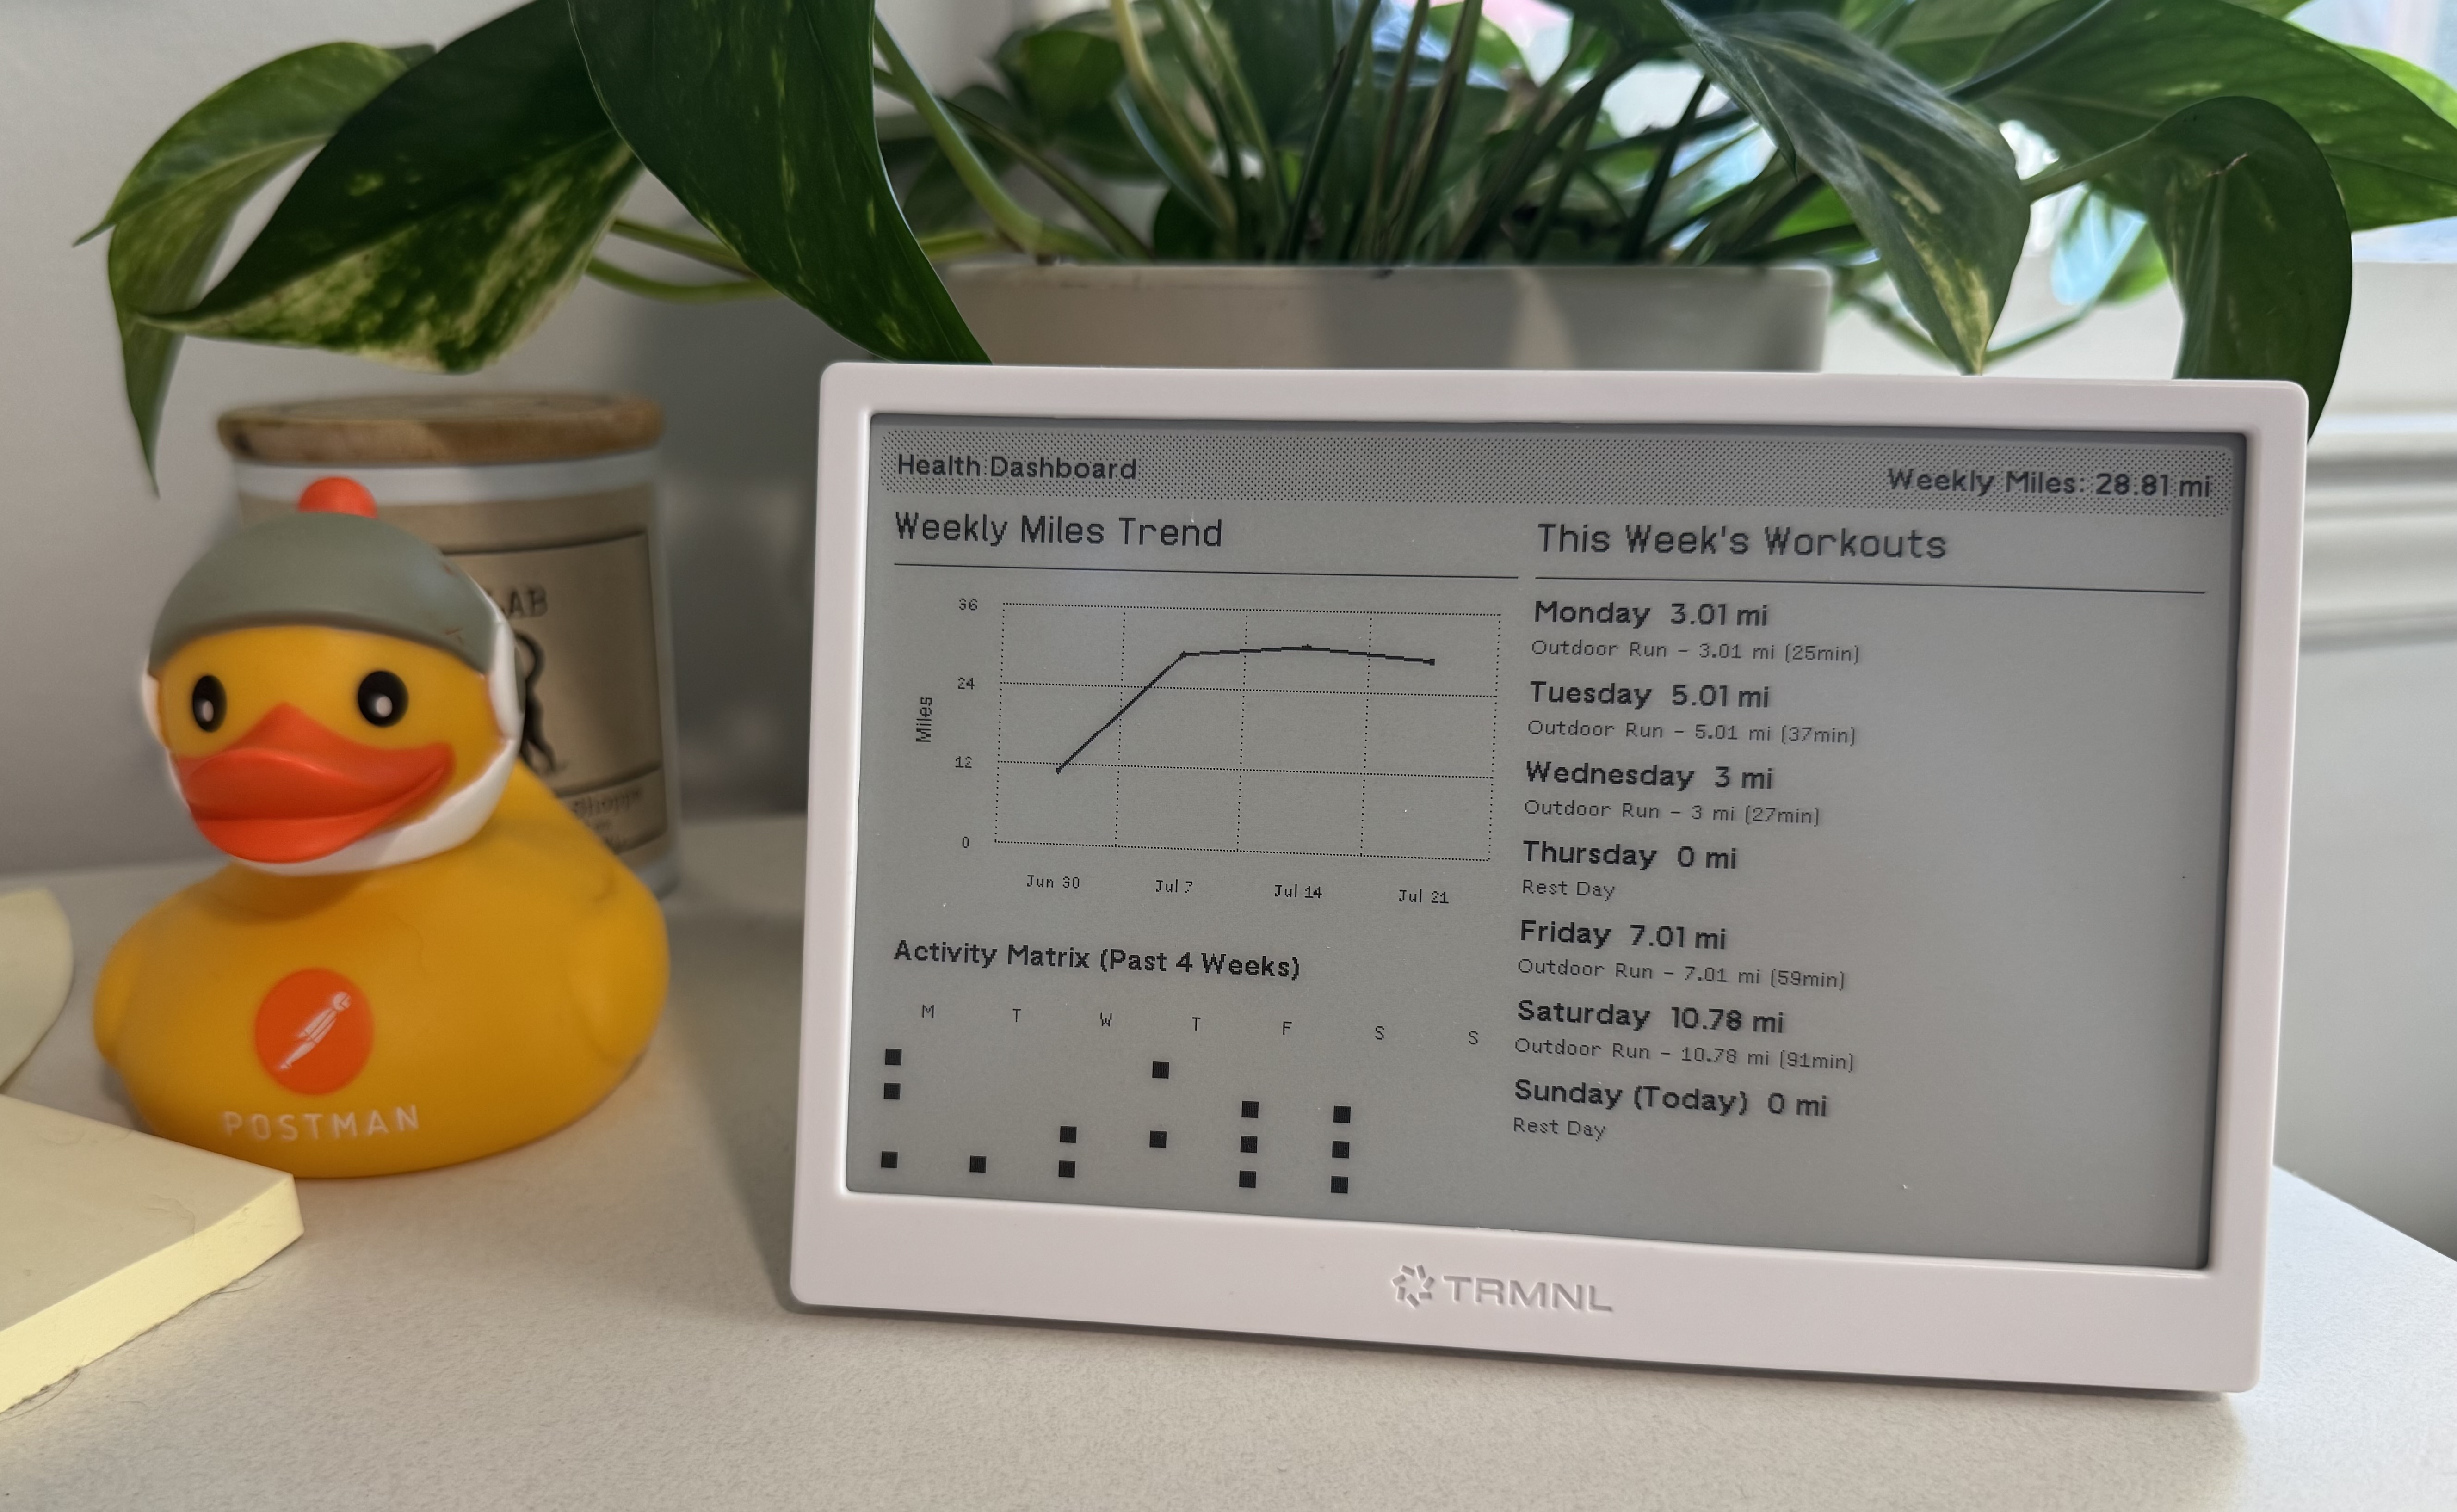 Health Dashboard
Weekly Miles: 28.81 mi
Weekly Miles Trend
36
24
12
0
Miles
Jun 30
Jul 7
Jul 14
Jul 21
Activity Matrix (Past 4 Weeks)
M T W T F S S
This Week's Workouts
Monday 3.01 mi
Outdoor Run - 3.01 mi (25min)
Tuesday 5.01 mi
Outdoor Run - 5.01 mi (37min)
Wednesday 3 mi
Outdoor Run - 3 mi (27min)
Thursday 0 mi
Rest Day
Friday 7.01 mi
Outdoor Run - 7.01 mi (59min)
Saturday 10.78 mi
Outdoor Run - 10.78 mi (91min)
Sunday (Today) 0 mi
Rest Day
TRMNL
POSTMAN